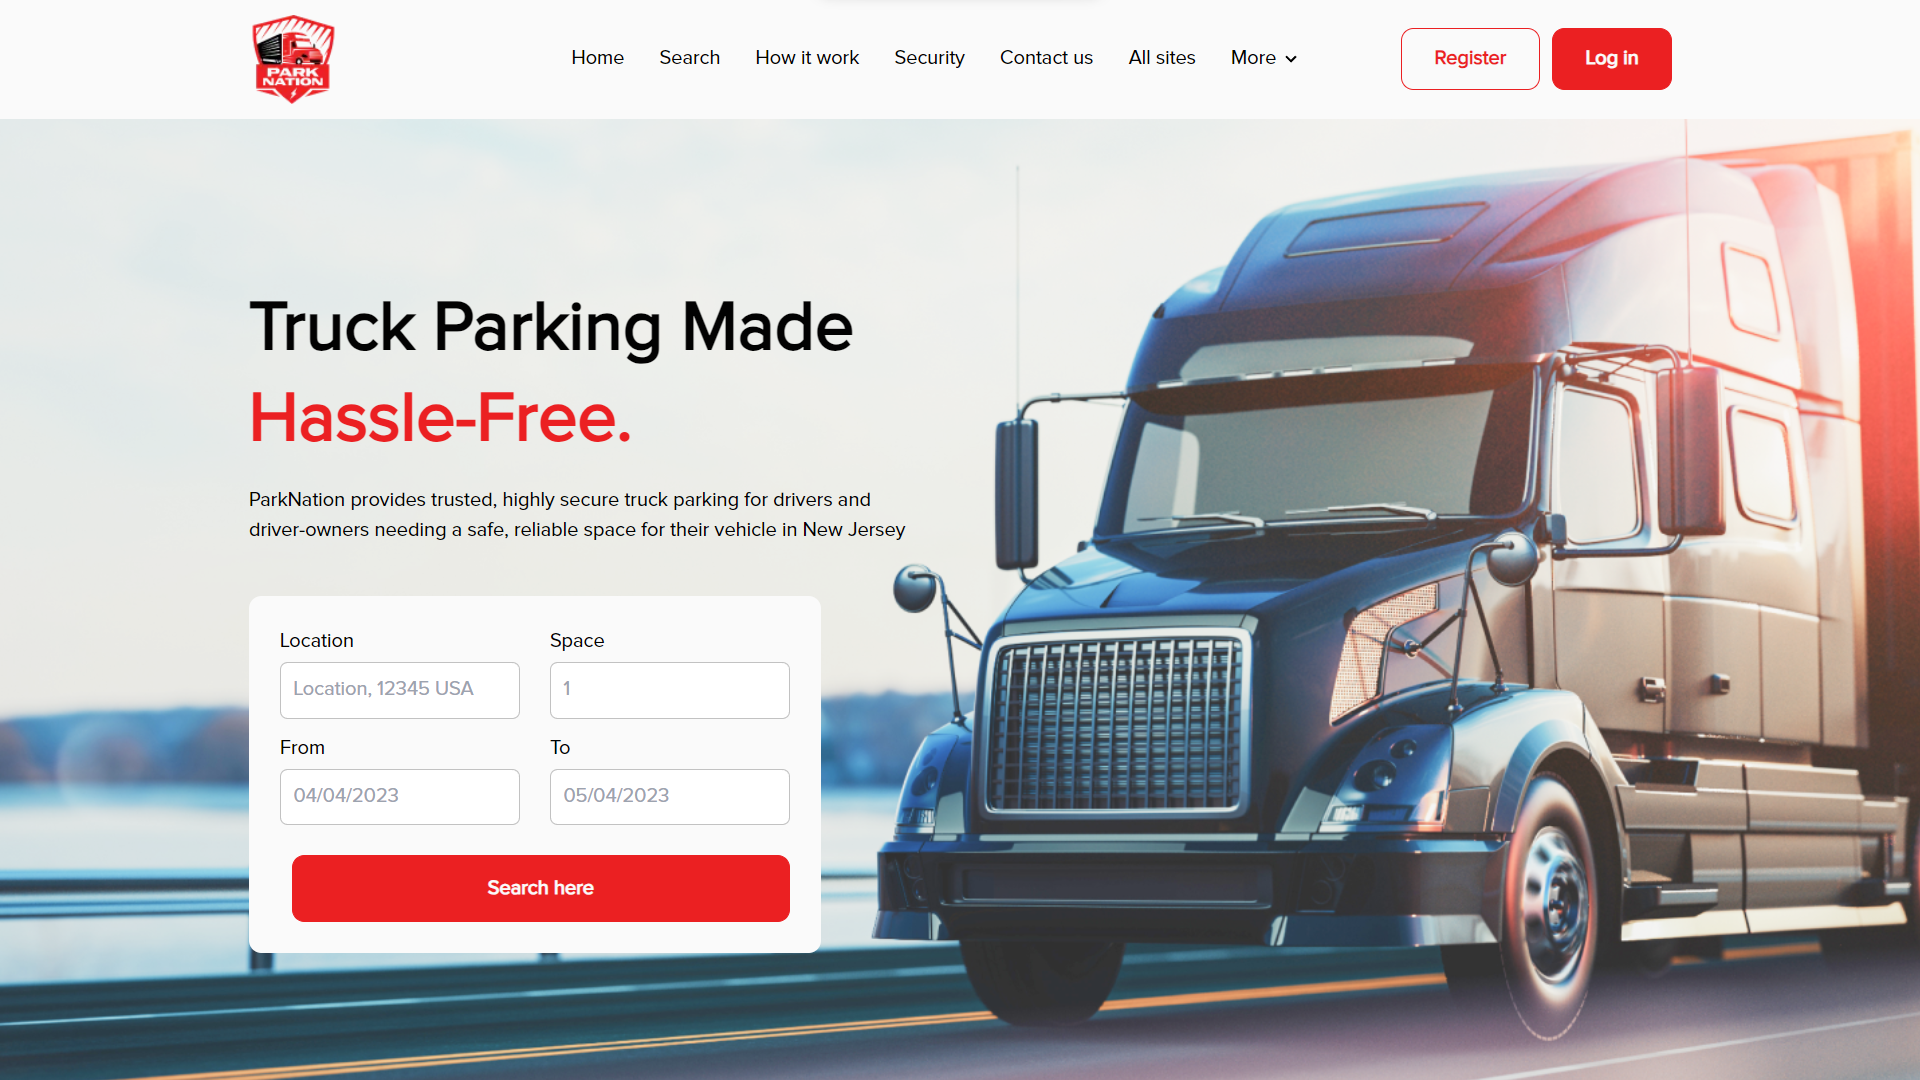 PARK
NATION
Home
Search
How it work
Security
Contact us
All sites
More
Register
Log in
Truck Parking Made
Hassle-Free.
ParkNation provides trusted, highly secure truck parking for drivers and
driver-owners needing a safe, reliable space for their vehicle in New Jersey
Location
Space
Location, 12345 USA
1
From
To
04/04/2023
05/04/2023
Search here